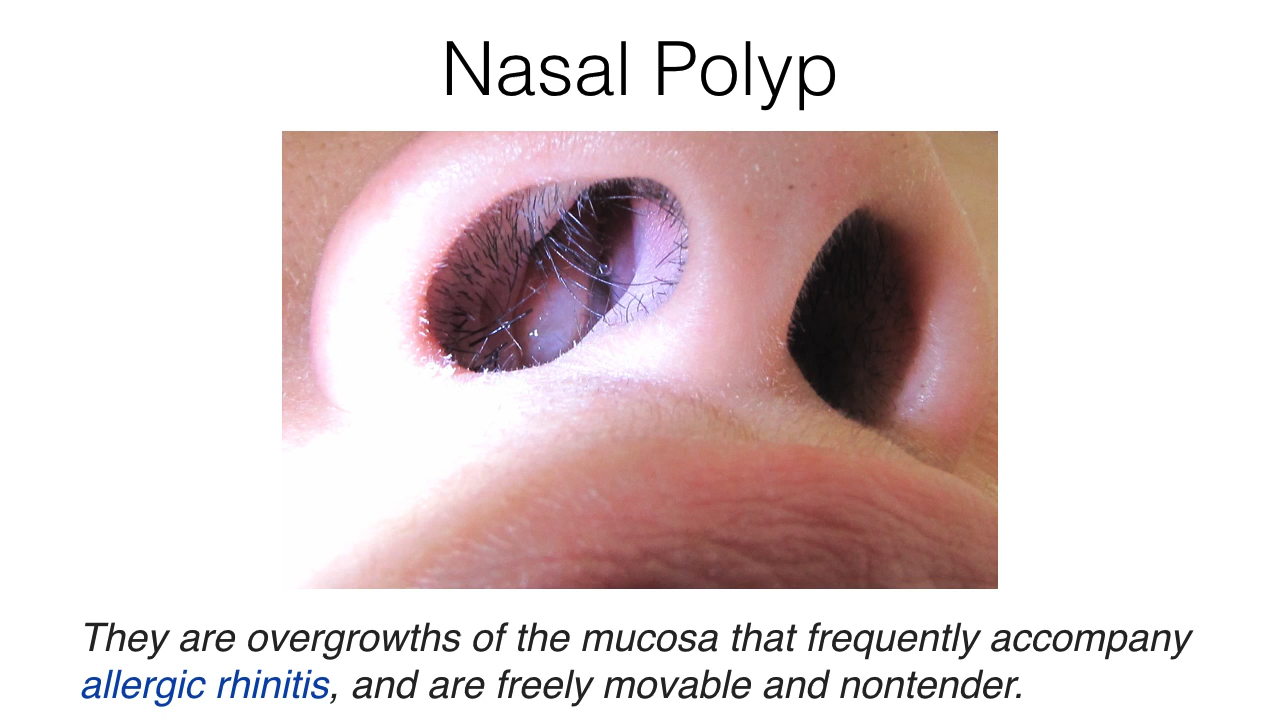 Nasal Polyp
They are overgrowths of the mucosa that frequently accompany
allergic rhinitis, and are freely movable and nontender.